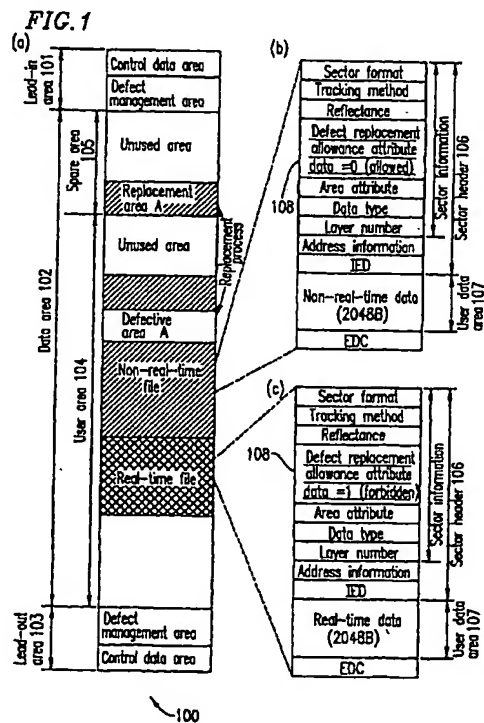 FIG. 1
(a)
Lead-in area 101
Control data area
Defect management area
Data area 102
Spare area 105
Unused area
Replacement area A
User area 104
Unused area
Replacement process
Defective area A
Non-real-time file
Real-time file
Lead-out area 103
Defect management area
Control data area
100
(b)
Sector format
Tracking method
Reflectance
Defect replacement
allowance attribute
data =0 (allowed)
108
Area attribute
Data type
Layer number
Address information
IED
Non-real-time data
(2048B)
EDC
Sector information
Sector header 106
User data area 107
(c)
Sector format
Tracking method
Reflectance
Defect replacement
allowance attribute
data =1 (forbidden)
108
Area attribute
Data type
Layer number
Address information
IED
Real-time data
(2048B)
EDC
Sector information
Sector header 106
User data area 107